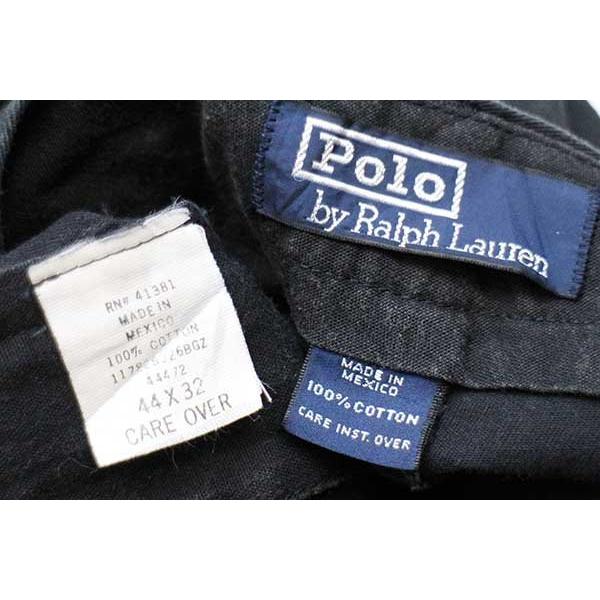 Polo
by Ralph Lauren
MADE IN
MEXICO
100% COTTON
CARE INST. OVER
RN# 41381
MADE IN
MEXICO
100% COTTON
44472
44 X 32
CARE OVER